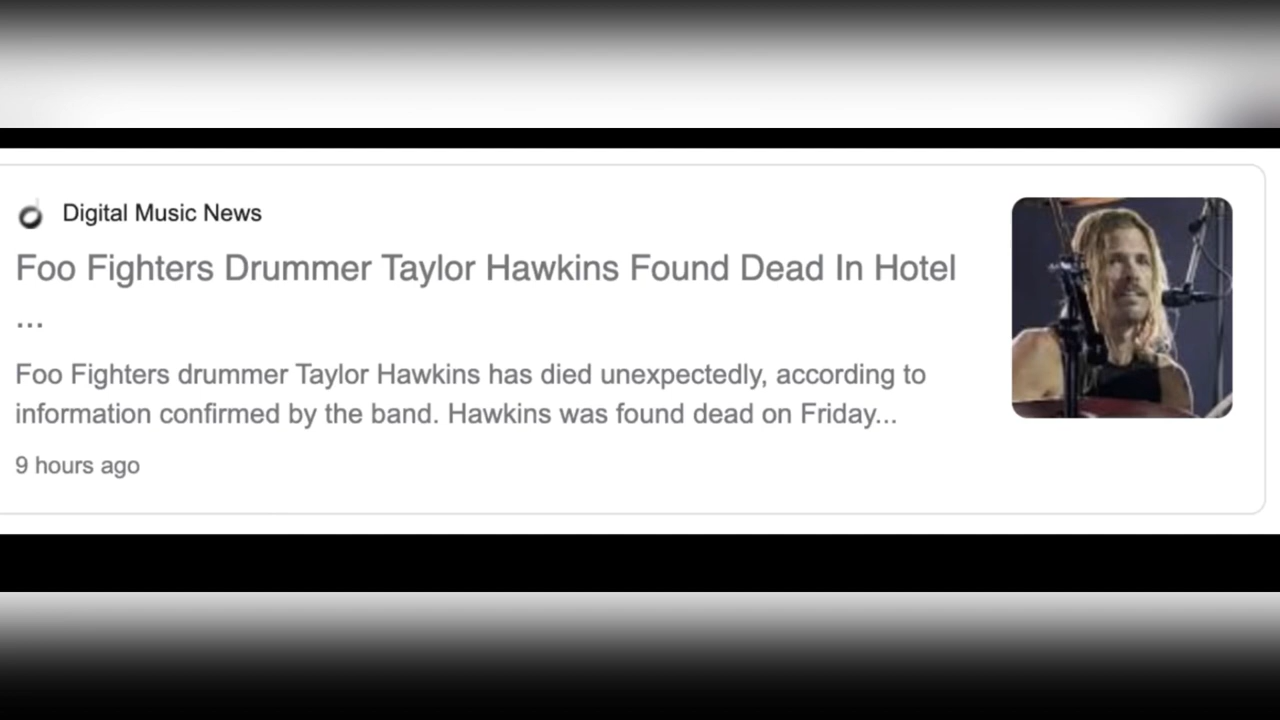 Digital Music News
Foo Fighters Drummer Taylor Hawkins Found Dead In Hotel
...
Foo Fighters drummer Taylor Hawkins has died unexpectedly, according to
information confirmed by the band. Hawkins was found dead on Friday...
9 hours ago